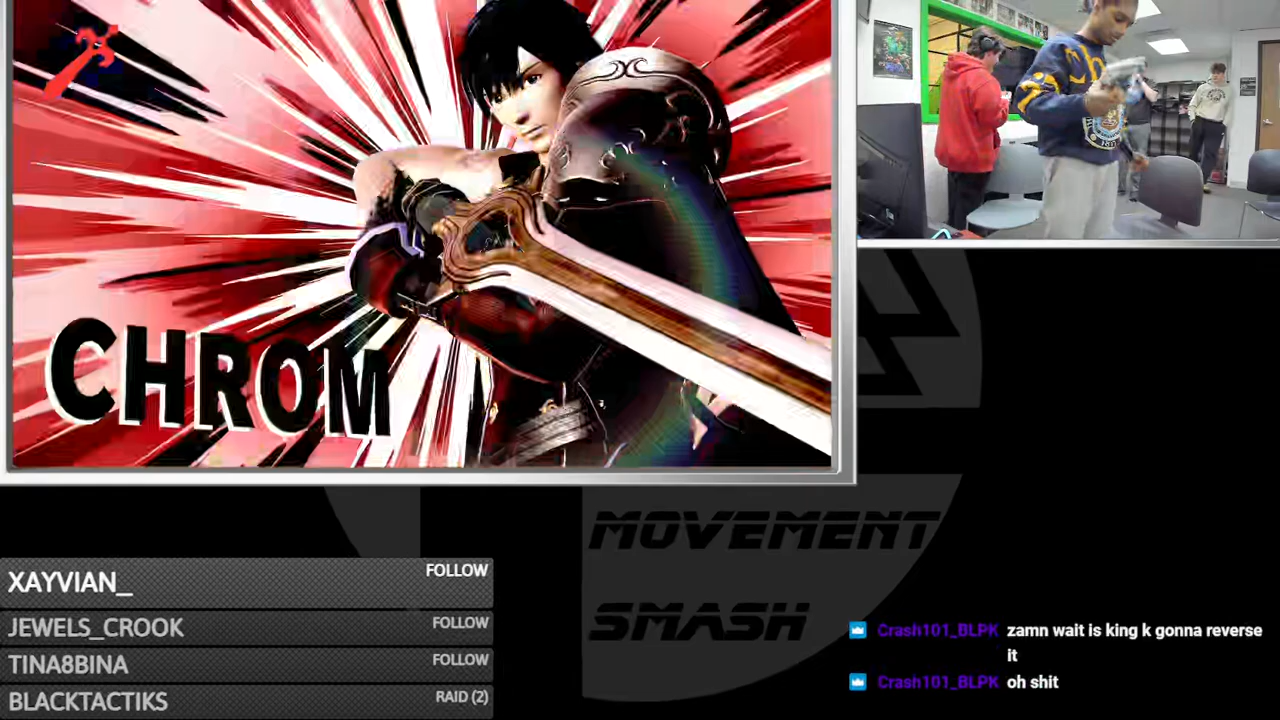 CHROM
MOVEMENT
SMASH
XAYVIAN_ FOLLOW
JEWELS_CROOK FOLLOW
TINA8BINA FOLLOW
BLACKTACTIKS RAID (2)
Crash101_BLPK zamn wait is king k gonna reverse
it
Crash101_BLPK oh shit